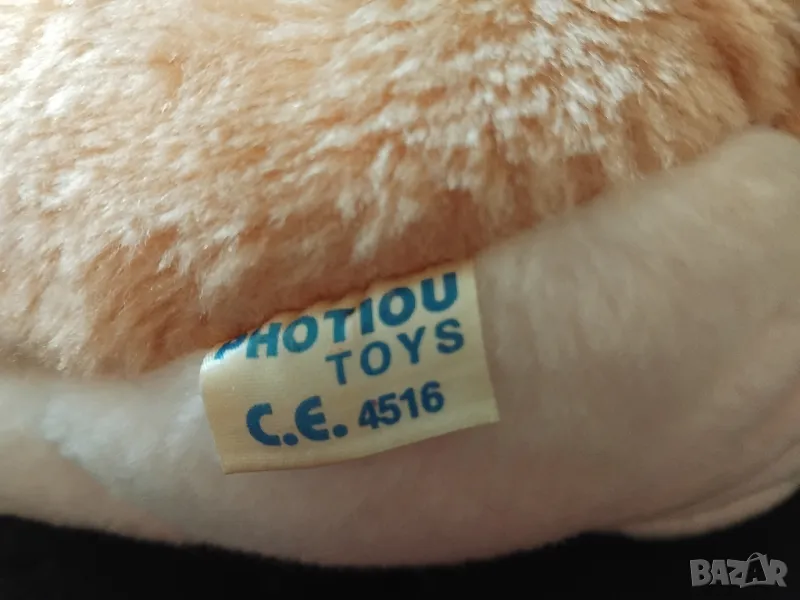 PHOTIOU
TOYS
C.E. 4516
BAZAR